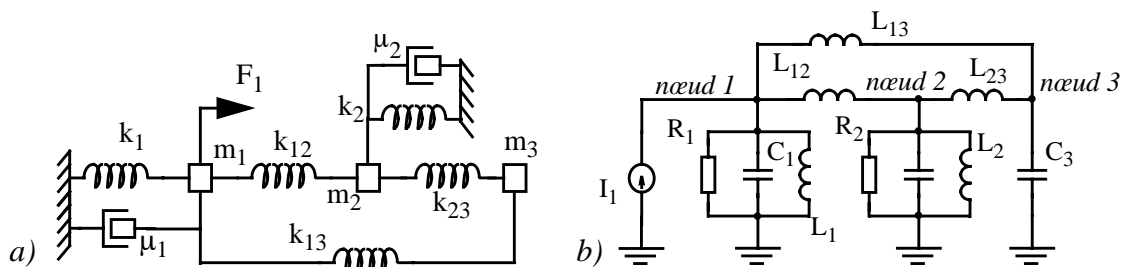 a)
k₁
μ₁
F₁
m₁
k₁₂
k₁₃
μ₂
k₂
m₂
k₂₃
m₃
b)
I₁
nœud 1
R₁
C₁
L₁
L₁₃
L₁₂
nœud 2
R₂
L₂
L₂₃
nœud 3
C₃